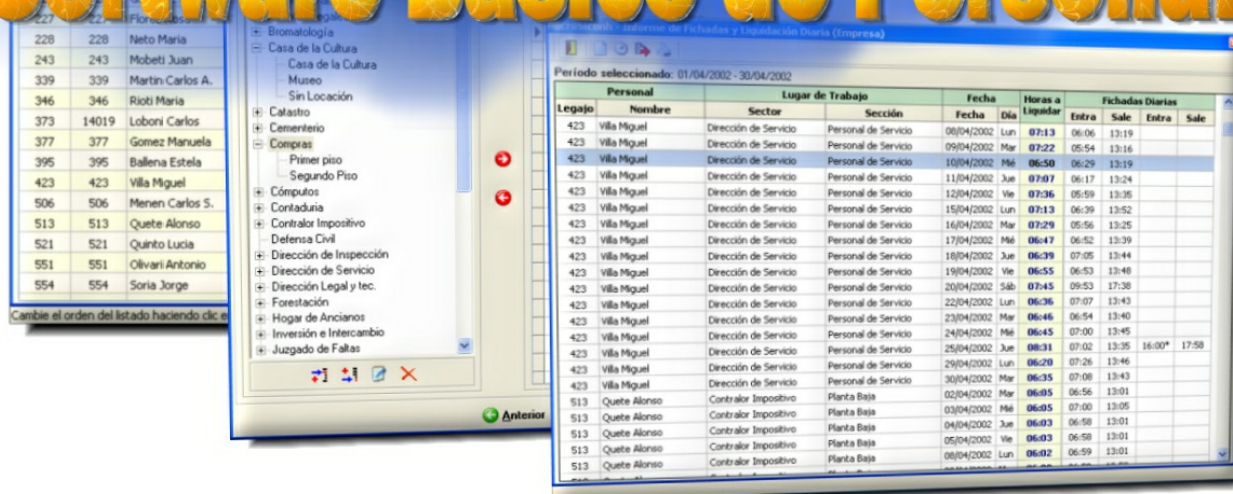 Software Básico de Personal
227 227
228 228 Neto Maria
243 243 Mobeti Juan
339 339 Martin Carlos A.
346 346 Rioti Maria
373 14019 Loboni Carlos
377 377 Gomez Manuela
395 395 Ballena Estela
423 423 Villa Miguel
506 506 Menen Carlos S.
513 513 Quete Alonso
521 521 Quinto Lucia
551 551 Olivari Antonio
554 554 Soria Jorge
Cambie el orden del listado haciendo clic e
Bromatología
Casa de la Cultura
Casa de la Cultura
Museo
Sin Locación
Catastro
Cementerio
Compras
Primer piso
Segundo Piso
Cómputos
Contaduria
Contralor Impositivo
Defensa Civil
Dirección de Inspección
Dirección de Servicio
Dirección Legal y tec.
Forestación
Hogar de Ancianos
Inversión e Intercambio
Juzgado de Faltas
Anterior
Informe de Fichadas y Liquidación Diaria (Empresa)
Período seleccionado: 01/04/2002 - 30/04/2002
Personal Lugar de Trabajo Fecha Horas a Liquidar Fichadas Diarias
Legajo Nombre Sector Sección Fecha Día Entra Sale Entra Sale
423 Villa Miguel Dirección de Servicio Personal de Servicio 08/04/2002 Lun 07:13 06:06 13:19
423 Villa Miguel Dirección de Servicio Personal de Servicio 09/04/2002 Mar 07:22 05:54 13:16
423 Villa Miguel Dirección de Servicio Personal de Servicio 10/04/2002 Mié 06:50 06:29 13:19
423 Villa Miguel Dirección de Servicio Personal de Servicio 11/04/2002 Jue 07:07 06:17 13:24
423 Villa Miguel Dirección de Servicio Personal de Servicio 12/04/2002 Vie 07:36 05:59 13:35
423 Villa Miguel Dirección de Servicio Personal de Servicio 15/04/2002 Lun 07:13 06:39 13:52
423 Villa Miguel Dirección de Servicio Personal de Servicio 16/04/2002 Mar 07:29 05:56 13:25
423 Villa Miguel Dirección de Servicio Personal de Servicio 17/04/2002 Mié 06:47 06:52 13:39
423 Villa Miguel Dirección de Servicio Personal de Servicio 18/04/2002 Jue 06:39 07:05 13:44
423 Villa Miguel Dirección de Servicio Personal de Servicio 19/04/2002 Vie 06:55 06:53 13:48
423 Villa Miguel Dirección de Servicio Personal de Servicio 20/04/2002 Sáb 07:45 09:53 17:38
423 Villa Miguel Dirección de Servicio Personal de Servicio 22/04/2002 Lun 06:36 07:07 13:43
423 Villa Miguel Dirección de Servicio Personal de Servicio 23/04/2002 Mar 06:46 06:54 13:40
423 Villa Miguel Dirección de Servicio Personal de Servicio 24/04/2002 Mié 06:45 07:00 13:45
423 Villa Miguel Dirección de Servicio Personal de Servicio 25/04/2002 Jue 08:31 07:02 13:35 16:00* 17:58
423 Villa Miguel Dirección de Servicio Personal de Servicio 29/04/2002 Lun 06:20 07:26 13:46
423 Villa Miguel Dirección de Servicio Personal de Servicio 30/04/2002 Mar 06:35 07:08 13:43
513 Quete Alonso Contralor Impositivo Planta Baja 02/04/2002 Mar 06:05 06:56 13:01
513 Quete Alonso Contralor Impositivo Planta Baja 03/04/2002 Mié 06:05 07:00 13:05
513 Quete Alonso Contralor Impositivo Planta Baja 04/04/2002 Jue 06:03 06:58 13:01
513 Quete Alonso Contralor Impositivo Planta Baja 05/04/2002 Vie 06:03 06:58 13:01
513 Quete Alonso Contralor Impositivo Planta Baja 08/04/2002 Lun 06:02 06:59 13:01